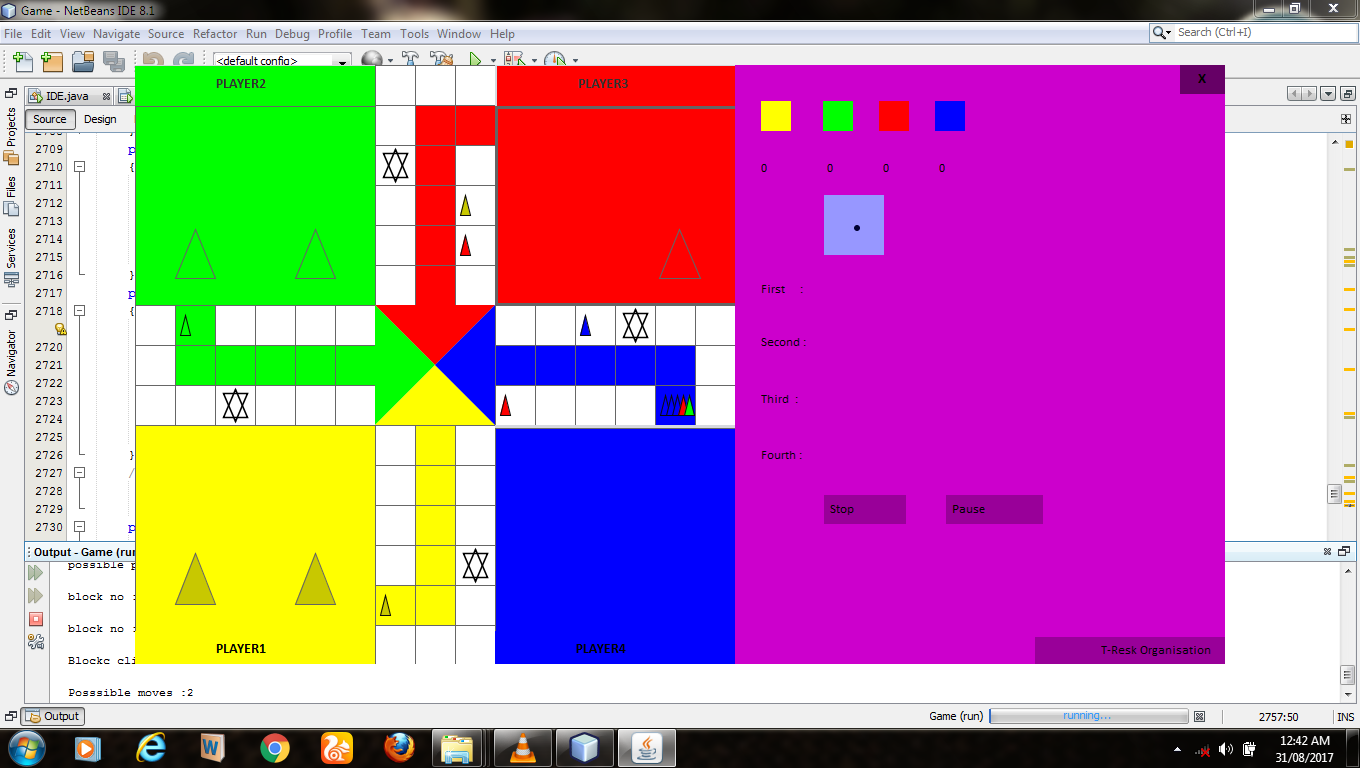 Game - NetBeans IDE 8.1
File Edit View Navigate Source Refactor Run Debug Profile Team Tools Window Help
Search (Ctrl+I)
<default config>
IDE.java
Source Design
Projects
Files
Services
Navigator
2709 p
2710 {
2711
2712
2713
2714
2715
2716 }
2717 p
2718 {
2720
2721
2722
2723
2724
2725
2726 }
2727 /
2728
2729
2730 p
PLAYER2
PLAYER3
X
0 0 0 0
First :
Second :
Third :
Fourth :
Stop Pause
PLAYER1
PLAYER4
T-Resk Organisation
Output - Game (run
possible p
block no
block no
Blockc cli
Posssible moves :2
Output
Game (run) running... 2757:50 INS
12:42 AM
31/08/2017